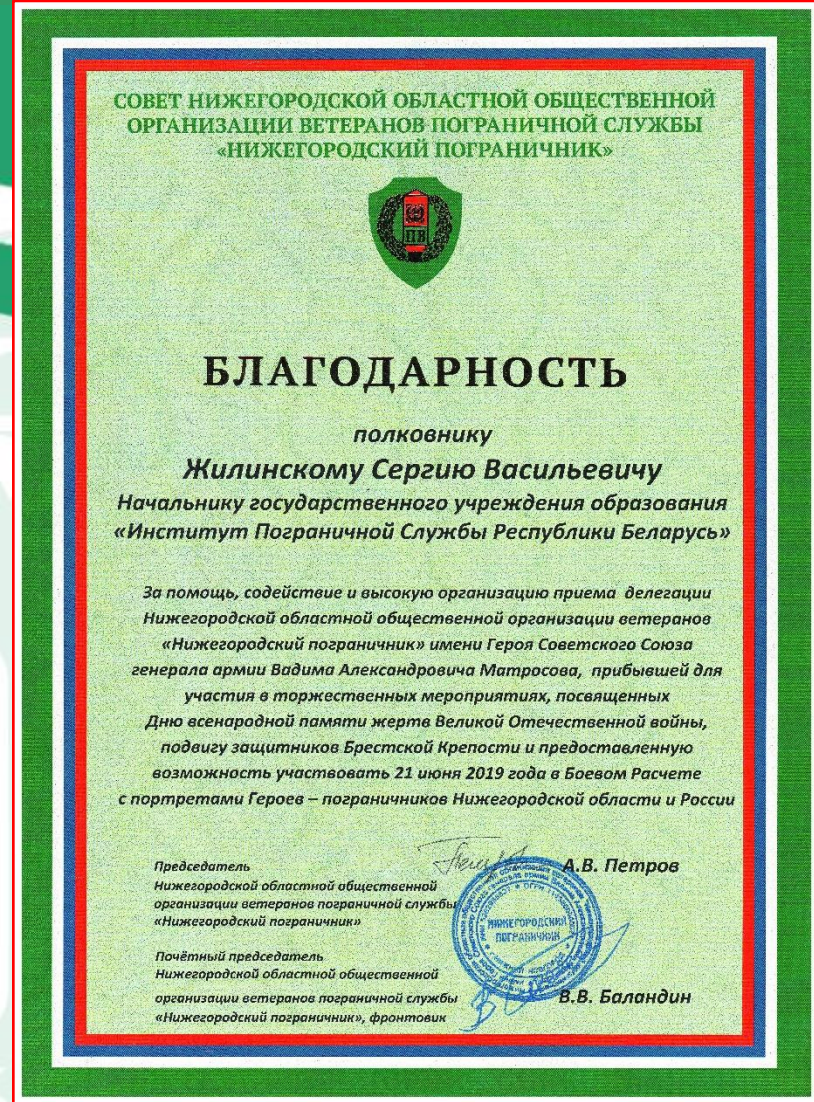 СОВЕТ НИЖЕГОРОДСКОЙ ОБЛАСТНОЙ ОБЩЕСТВЕННОЙ
ОРГАНИЗАЦИИ ВЕТЕРАНОВ ПОГРАНИЧНОЙ СЛУЖБЫ
«НИЖЕГОРОДСКИЙ ПОГРАНИЧНИК»
ПВ
БЛАГОДАРНОСТЬ
полковнику
Жилинскому Сергию Васильевичу
Начальнику государственного учреждения образования
«Институт Пограничной Службы Республики Беларусь»
За помощь, содействие и высокую организацию приема делегации
Нижегородской областной общественной организации ветеранов
«Нижегородский пограничник» имени Героя Советского Союза
генерала армии Вадима Александровича Матросова, прибывшей для
участия в торжественных мероприятиях, посвященных
Дню всенародной памяти жертв Великой Отечественной войны,
подвигу защитников Брестской Крепости и предоставленную
возможность участвовать 21 июня 2019 года в Боевом Расчете
с портретами Героев – пограничников Нижегородской области и России
Председатель
Нижегородской областной общественной
организации ветеранов пограничной службы
«Нижегородский пограничник»
А.В. Петров
НИЖЕГОРОДСКИЙ
ПОГРАНИЧНИК
Почётный председатель
Нижегородской областной общественной
организации ветеранов пограничной службы
«Нижегородский пограничник», фронтовик
В.В. Баландин